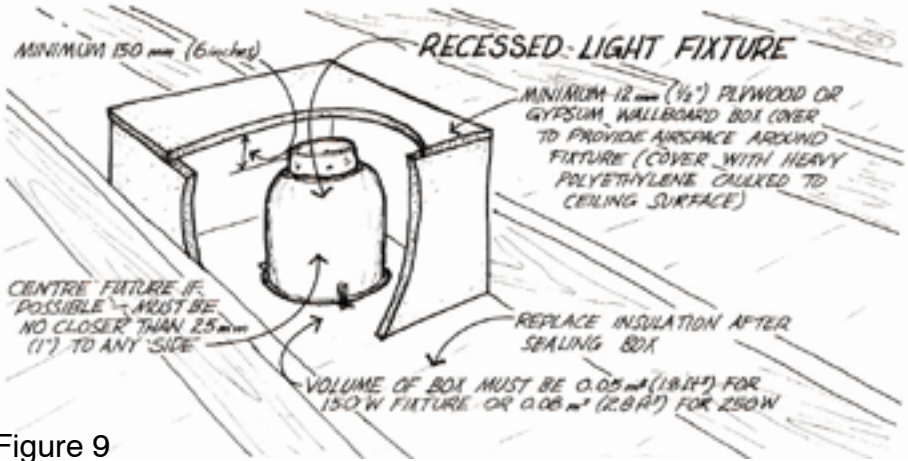 MINIMUM 150 mm (6 inches)
RECESSED LIGHT FIXTURE
MINIMUM 12 mm (½") PLYWOOD OR
GYPSUM WALLBOARD BOX COVER
TO PROVIDE AIRSPACE AROUND
FIXTURE (COVER WITH HEAVY
POLYETHYLENE CAULKED TO
CEILING SURFACE)
CENTRE FIXTURE IF
POSSIBLE - MUST BE
NO CLOSER THAN 25 mm
(1") TO ANY SIDE
REPLACE INSULATION AFTER
SEALING BOX
VOLUME OF BOX MUST BE 0.05 m³ (1.8 ft³) FOR
150 W FIXTURE OR 0.08 m³ (2.8 ft³) FOR 250 W
Figure 9